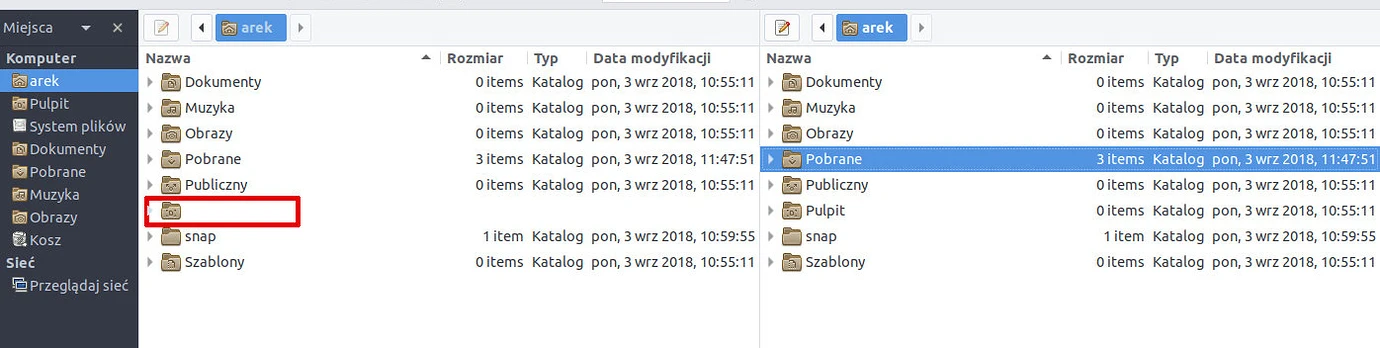 Miejsca
Komputer
arek
Pulpit
System plików
Dokumenty
Pobrane
Muzyka
Obrazy
Kosz
Sieć
Przeglądaj sieć
arek
Nazwa Rozmiar Typ Data modyfikacji
Dokumenty 0 items Katalog pon, 3 wrz 2018, 10:55:11
Muzyka 0 items Katalog pon, 3 wrz 2018, 10:55:11
Obrazy 0 items Katalog pon, 3 wrz 2018, 10:55:11
Pobrane 3 items Katalog pon, 3 wrz 2018, 11:47:51
Publiczny 0 items Katalog pon, 3 wrz 2018, 10:55:11
snap 1 item Katalog pon, 3 wrz 2018, 10:59:55
Szablony 0 items Katalog pon, 3 wrz 2018, 10:55:11
arek
Nazwa Rozmiar Typ Data modyfikacji
Dokumenty 0 items Katalog pon, 3 wrz 2018, 10:55:11
Muzyka 0 items Katalog pon, 3 wrz 2018, 10:55:11
Obrazy 0 items Katalog pon, 3 wrz 2018, 10:55:11
Pobrane 3 items Katalog pon, 3 wrz 2018, 11:47:51
Publiczny 0 items Katalog pon, 3 wrz 2018, 10:55:11
Pulpit 0 items Katalog pon, 3 wrz 2018, 10:55:11
snap 1 item Katalog pon, 3 wrz 2018, 10:59:55
Szablony 0 items Katalog pon, 3 wrz 2018, 10:55:11